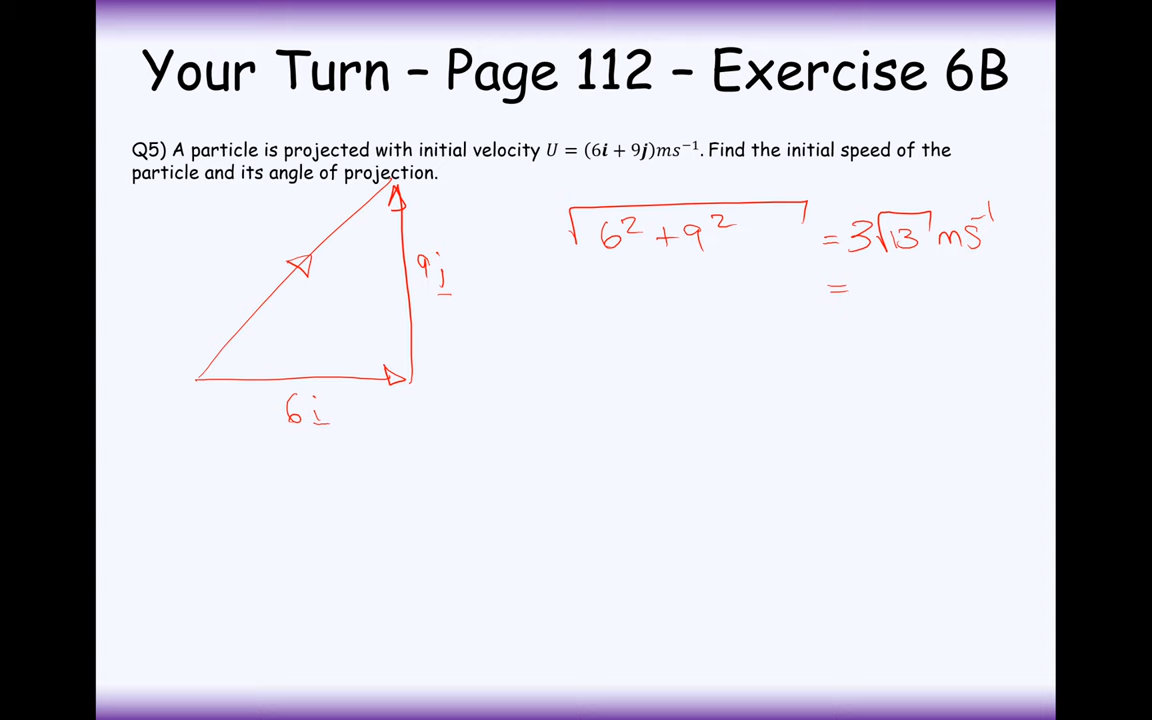 Your Turn – Page 112 – Exercise 6B
Q5) A particle is projected with initial velocity 𝑈 = (6𝒊 + 9𝒋)𝑚𝑠⁻¹. Find the initial speed of the
particle and its angle of projection.
√6² + 9² = 3√13 ms⁻¹
=
9j
6i